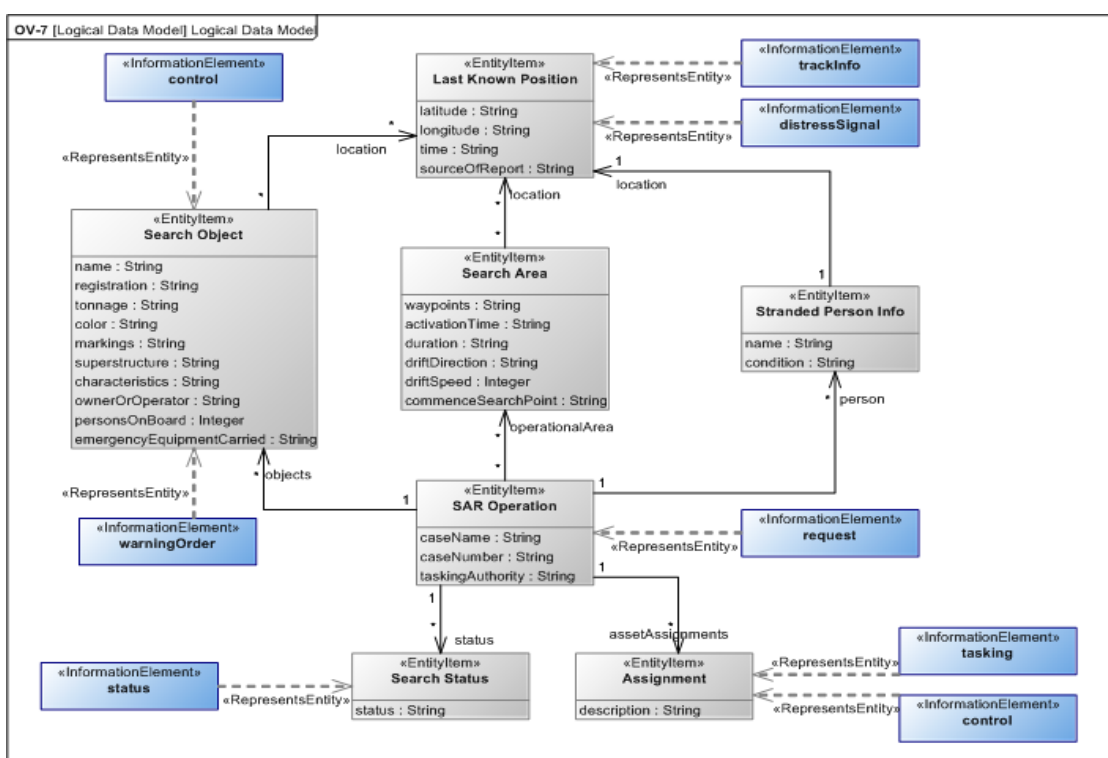 OV-7 [Logical Data Model] Logical Data Model
«InformationElement»
control
«RepresentsEntity»
«EntityItem»
Last Known Position
latitude : String
longitude : String
time : String
sourceOfReport : String
«InformationElement»
trackInfo
«RepresentsEntity»
«InformationElement»
distressSignal
«RepresentsEntity»
*
location
*
1
location
1
location
*
*
«EntityItem»
Search Object
name : String
registration : String
tonnage : String
color : String
markings : String
superstructure : String
characteristics : String
ownerOrOperator : String
personsOnBoard : Integer
emergencyEquipmentCarried : String
«EntityItem»
Search Area
waypoints : String
activationTime : String
duration : String
driftDirection : String
driftSpeed : Integer
commenceSearchPoint : String
«EntityItem»
Stranded Person Info
name : String
condition : String
* person
1
* operationalArea
*
* objects
1
«RepresentsEntity»
«InformationElement»
warningOrder
«EntityItem»
SAR Operation
caseName : String
caseNumber : String
taskingAuthority : String
«RepresentsEntity»
«InformationElement»
request
1
* status
1
*
assetAssignments
«InformationElement»
status
«RepresentsEntity»
«EntityItem»
Search Status
status : String
«EntityItem»
Assignment
description : String
«RepresentsEntity»
«InformationElement»
tasking
«RepresentsEntity»
«InformationElement»
control